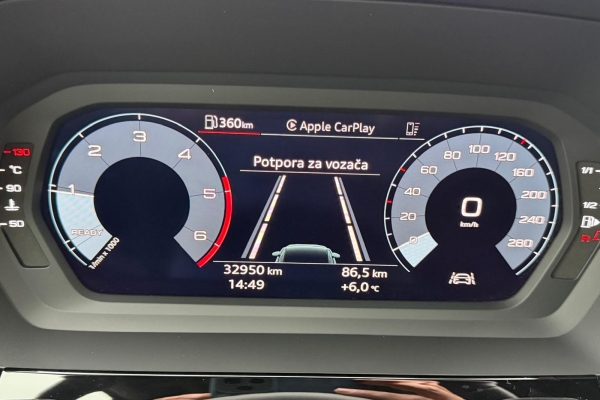 360km
Apple CarPlay
Potpora za vozača
130
°C
90
50
1
2
3
4
5
6
READY
1/min x 1000
0
20
40
60
80
100
120
160
200
240
280
0
km/h
1/1
1/2
R
32950 km
86,5 km
14:49
+6,0 °C